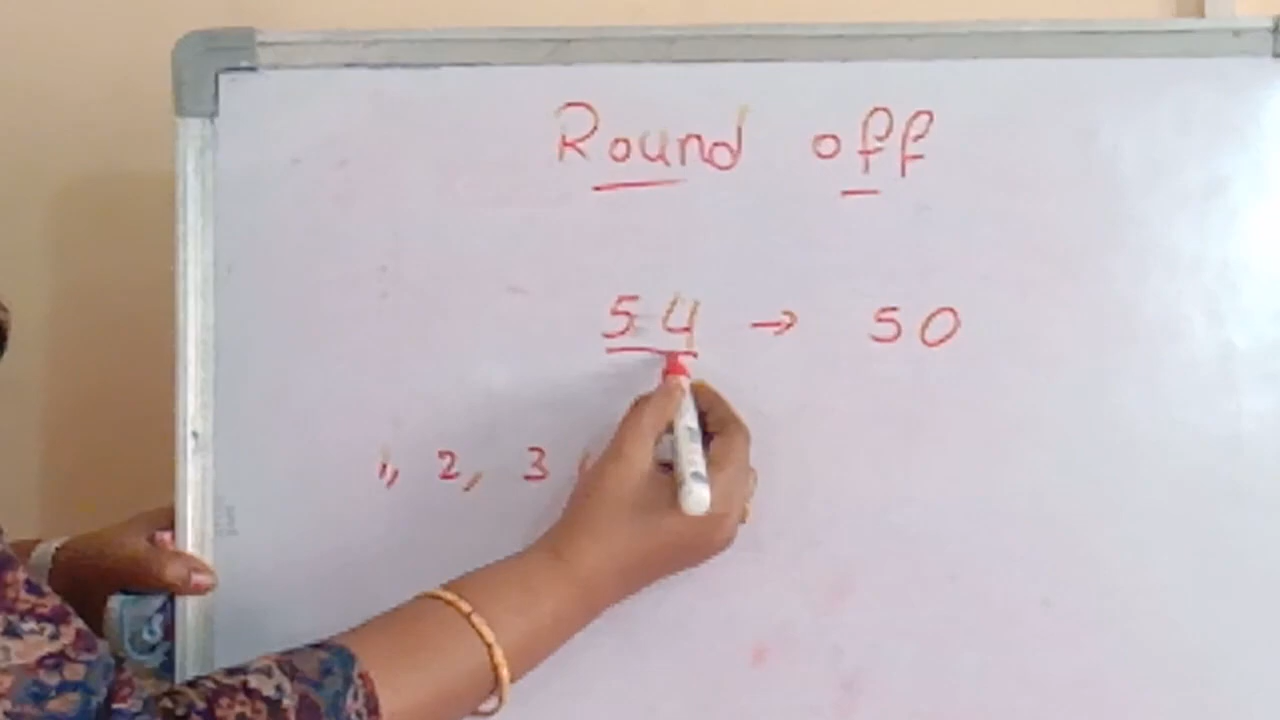 Round off
54 → 50
1, 2, 3